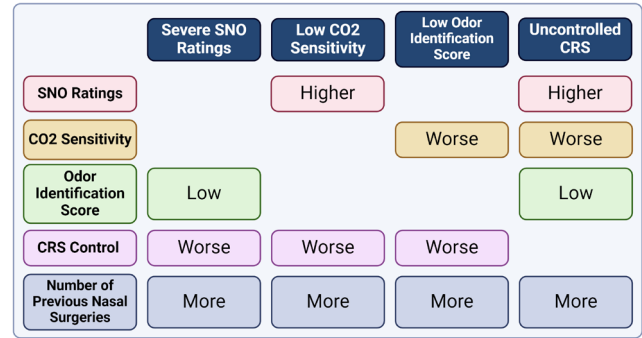 Severe SNO
Ratings
Low CO2
Sensitivity
Low Odor
Identification
Score
Uncontrolled
CRS
SNO Ratings
Higher
Higher
CO2 Sensitivity
Worse
Worse
Odor
Identification
Score
Low
Low
CRS Control
Worse
Worse
Worse
Number of
Previous Nasal
Surgeries
More
More
More
More